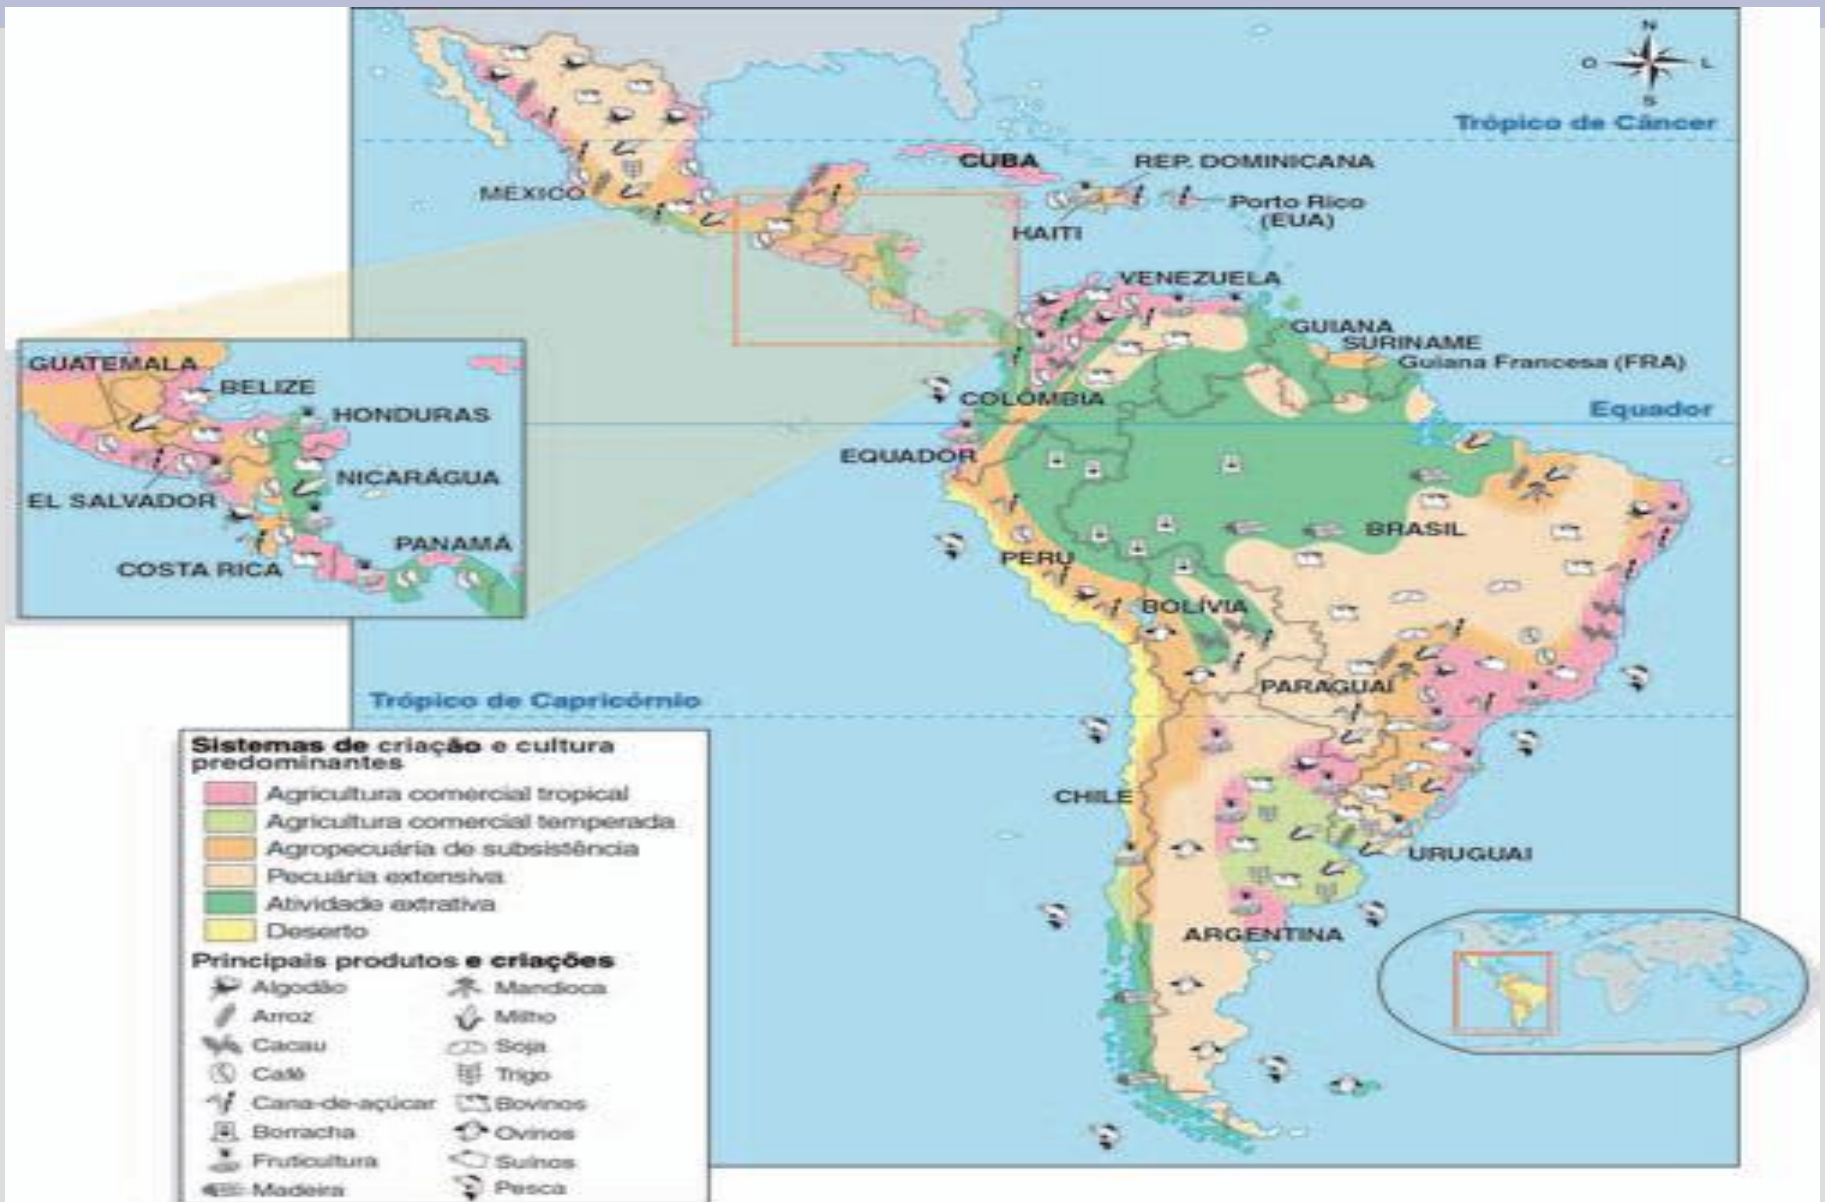 N
O
L
S
Trópico de Câncer
CUBA
REP. DOMINICANA
MÉXICO
Porto Rico
(EUA)
HAITI
VENEZUELA
GUIANA
SURINAME
Guiana Francesa (FRA)
GUATEMALA
BELIZE
COLÔMBIA
HONDURAS
Equador
EQUADOR
NICARÁGUA
EL SALVADOR
BRASIL
PANAMÁ
PERU
COSTA RICA
BOLÍVIA
PARAGUAI
Trópico de Capricórnio
Sistemas de criação e cultura
predominantes
Agricultura comercial tropical
Agricultura comercial temperada
Agropecuária de subsistência
Pecuária extensiva
Atividade extrativa
Deserto
CHILE
URUGUAI
ARGENTINA
Principais produtos e criações
Algodão
Arroz
Cacau
Café
Cana-de-açúcar
Borracha
Fruticultura
Madeira
Mandioca
Milho
Soja
Trigo
Bovinos
Ovinos
Suínos
Pesca